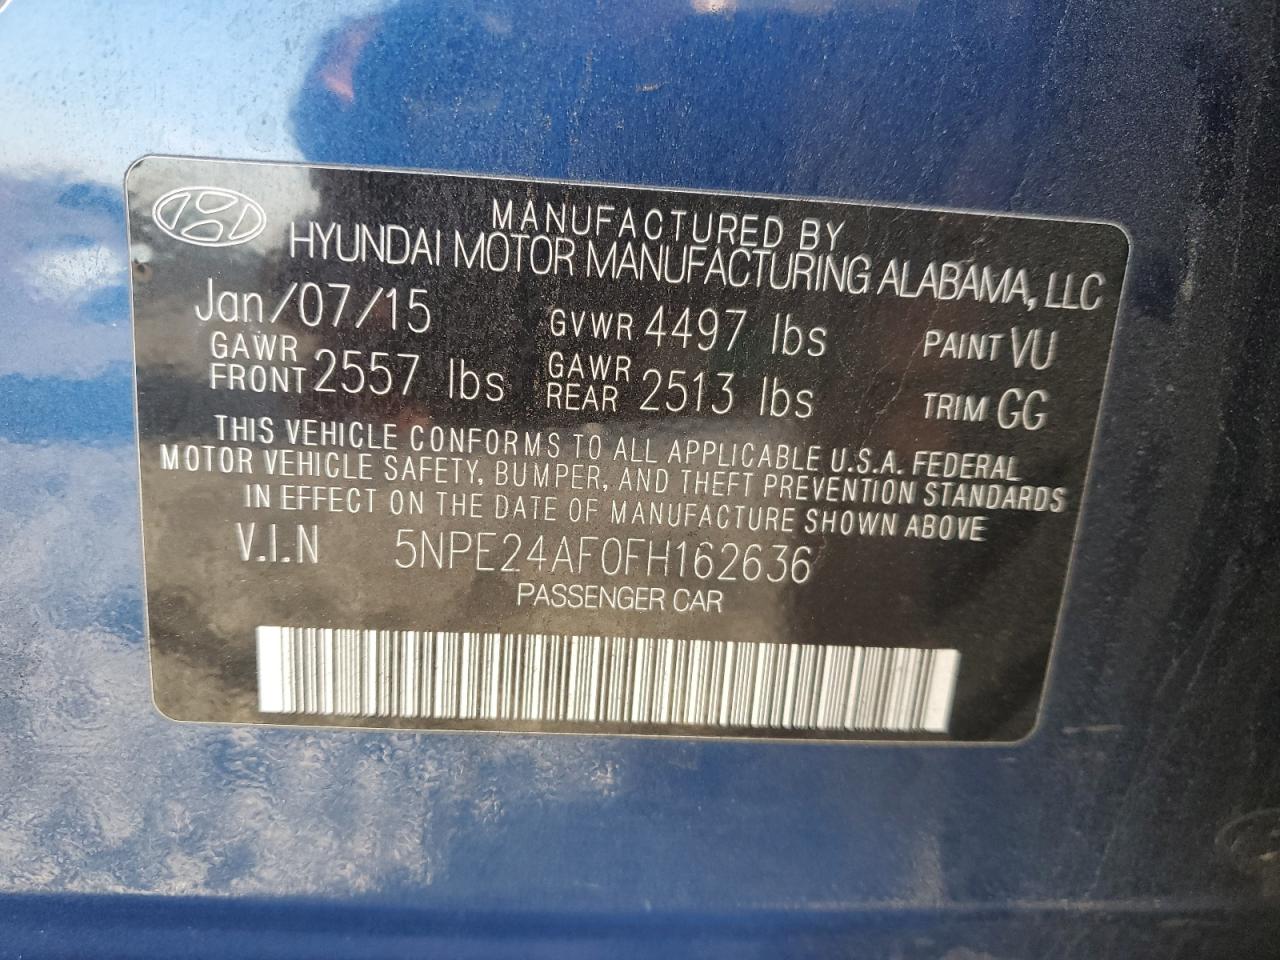 MANUFACTURED BY
HYUNDAI MOTOR MANUFACTURING ALABAMA, LLC
Jan/07/15 GVWR 4497 lbs PAINT VU
GAWR FRONT 2557 lbs GAWR REAR 2513 lbs TRIM GG
THIS VEHICLE CONFORMS TO ALL APPLICABLE U.S.A. FEDERAL
MOTOR VEHICLE SAFETY, BUMPER, AND THEFT PREVENTION STANDARDS
IN EFFECT ON THE DATE OF MANUFACTURE SHOWN ABOVE
V.I.N 5NPE24AF0FH162636
PASSENGER CAR